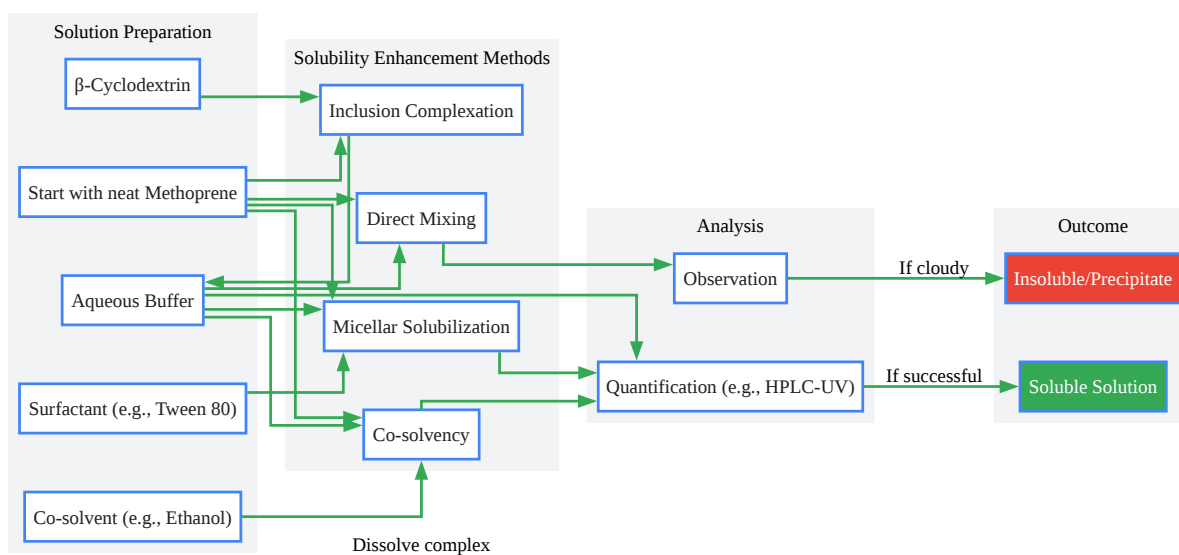 Solution Preparation
β-Cyclodextrin
Start with neat Methoprene
Aqueous Buffer
Surfactant (e.g., Tween 80)
Co-solvent (e.g., Ethanol)
Solubility Enhancement Methods
Inclusion Complexation
Direct Mixing
Micellar Solubilization
Co-solvency
Dissolve complex
Analysis
Observation
Quantification (e.g., HPLC-UV)
If cloudy
If successful
Outcome
Insoluble/Precipitate
Soluble Solution